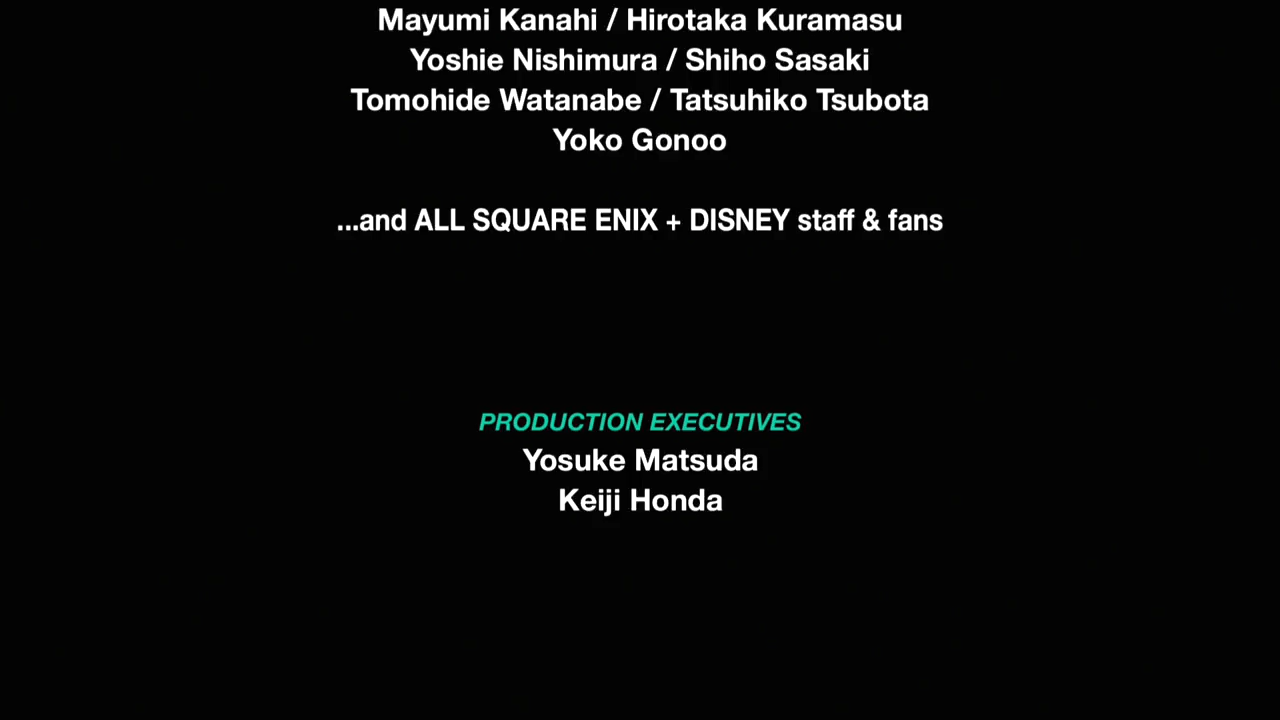 Mayumi Kanahi / Hirotaka Kuramasu
Yoshie Nishimura / Shiho Sasaki
Tomohide Watanabe / Tatsuhiko Tsubota
Yoko Gonoo
...and ALL SQUARE ENIX + DISNEY staff & fans
PRODUCTION EXECUTIVES
Yosuke Matsuda
Keiji Honda